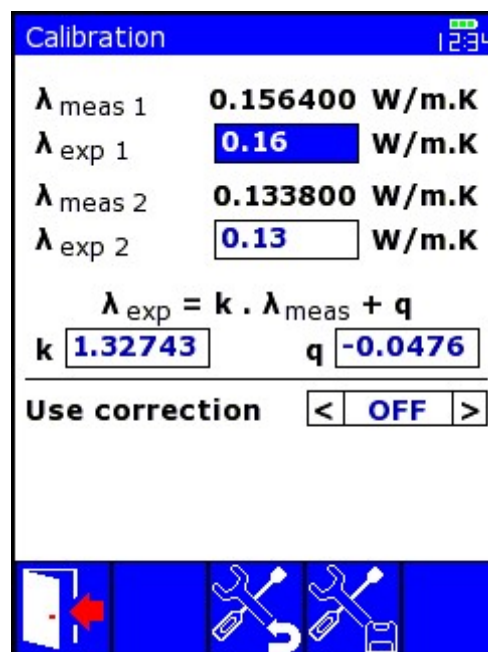 Calibration 12:34
λ meas 1 0.156400 W/m.K
λ exp 1 0.16 W/m.K
λ meas 2 0.133800 W/m.K
λ exp 2 0.13 W/m.K
λ exp = k . λ meas + q
k 1.32743 q -0.0476
Use correction < OFF >